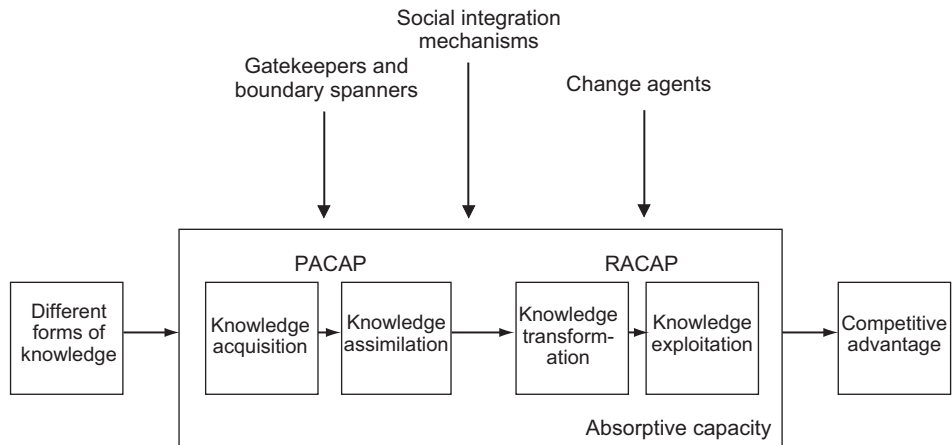 Social integration
mechanisms
Gatekeepers and
boundary spanners
Change agents
PACAP
RACAP
Different
forms of
knowledge
Knowledge
acquisition
Knowledge
assimilation
Knowledge
transform-
ation
Knowledge
exploitation
Competitive
advantage
Absorptive capacity